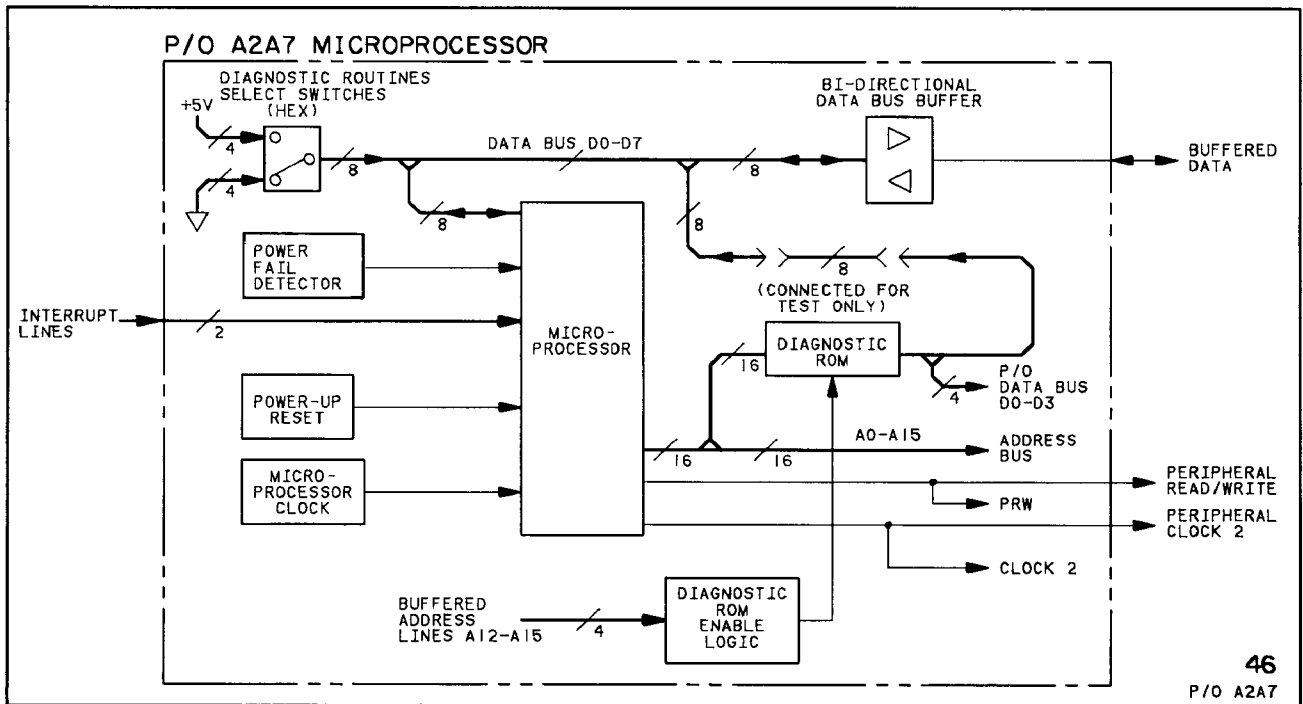 P/O A2A7 MICROPROCESSOR
DIAGNOSTIC ROUTINES
SELECT SWITCHES
(HEX)
+5V
4
4
8
DATA BUS D0-D7
8
BI-DIRECTIONAL
DATA BUS BUFFER
BUFFERED
DATA
8
8
POWER
FAIL
DETECTOR
8
(CONNECTED FOR
TEST ONLY)
INTERRUPT
LINES
2
MICRO-
PROCESSOR
16
DIAGNOSTIC
ROM
P/O
DATA BUS
D0-D3
4
POWER-UP
RESET
16
16
A0-A15
ADDRESS
BUS
MICRO-
PROCESSOR
CLOCK
PERIPHERAL
READ/WRITE
PRW
PERIPHERAL
CLOCK 2
CLOCK 2
BUFFERED
ADDRESS
LINES A12-A15
4
DIAGNOSTIC
ROM
ENABLE
LOGIC
46
P/O A2A7